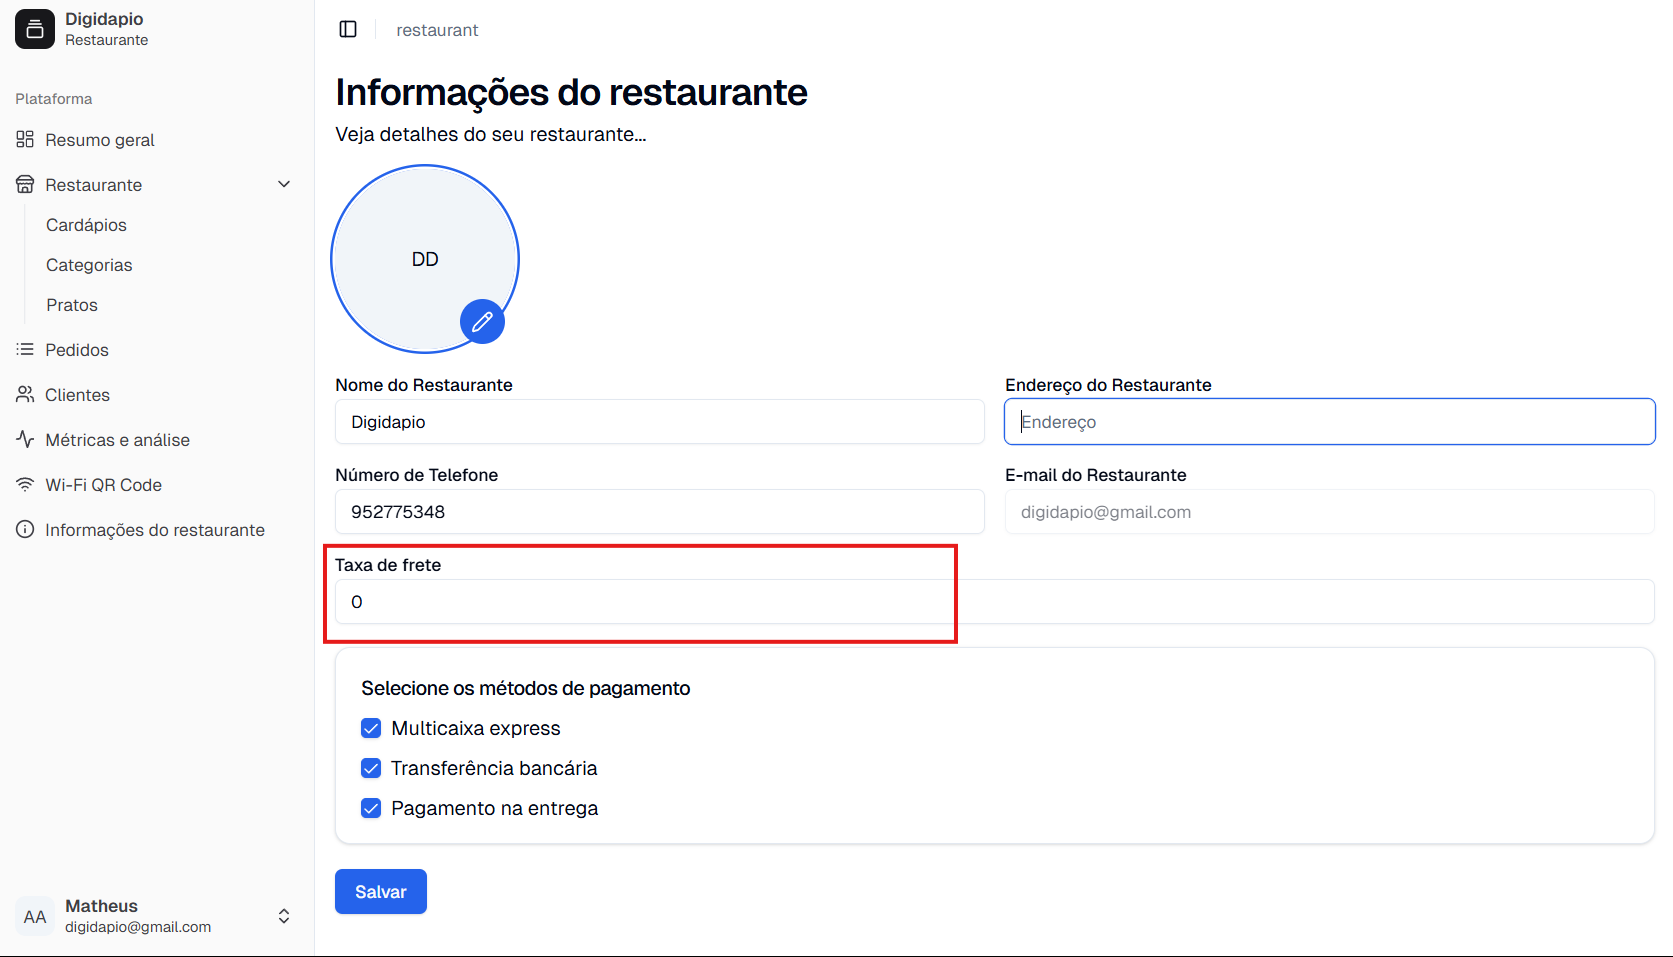 Digidapio
Restaurante
Plataforma
Resumo geral
Restaurante
Cardápios
Categorias
Pratos
Pedidos
Clientes
Métricas e análise
Wi-Fi QR Code
Informações do restaurante
Matheus
AA
digidapio@gmail.com
restaurant
Informações do restaurante
Veja detalhes do seu restaurante...
DD
Nome do Restaurante
Digidapio
Endereço do Restaurante
Endereço
Número de Telefone
952775348
E-mail do Restaurante
digidapio@gmail.com
Taxa de frete
0
Selecione os métodos de pagamento
Multicaixa express
Transferência bancária
Pagamento na entrega
Salvar